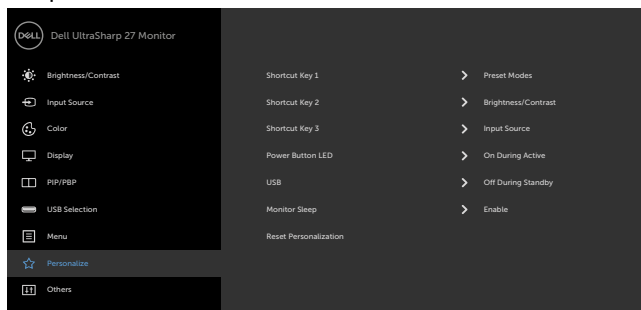 DELL Dell UltraSharp 27 Monitor
Brightness/Contrast Shortcut Key 1 Preset Modes
Input Source Shortcut Key 2 Brightness/Contrast
Color Shortcut Key 3 Input Source
Display Power Button LED On During Active
PIP/PBP USB Off During Standby
USB Selection Monitor Sleep Enable
Menu Reset Personalization
Personalize
Others